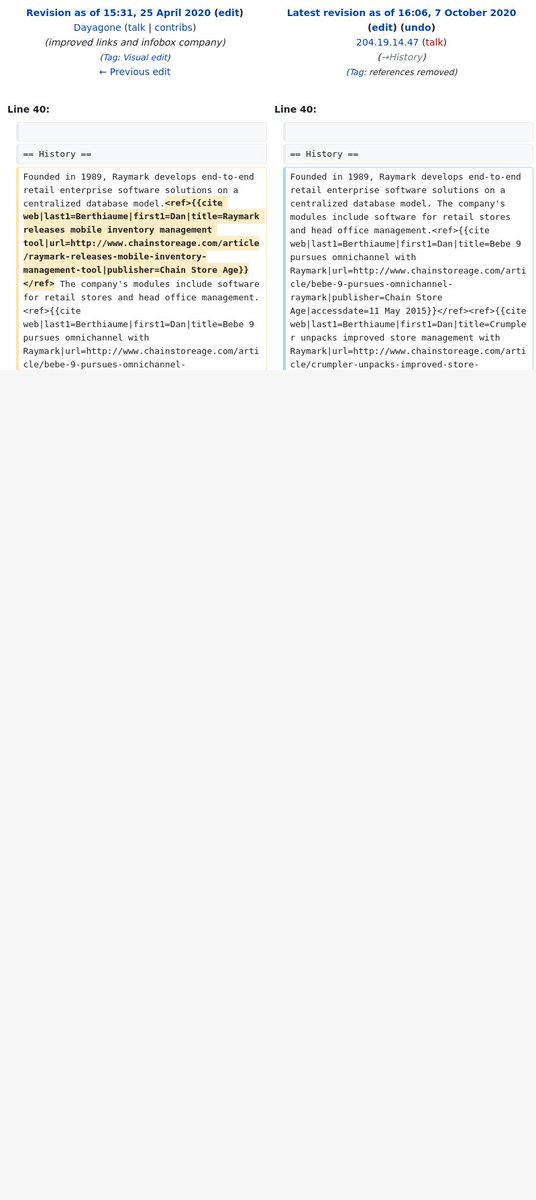 Revision as of 15:31, 25 April 2020 (edit)
Dayagone (talk | contribs)
(improved links and infobox company)
(Tag: Visual edit)
← Previous edit
Latest revision as of 16:06, 7 October 2020
(edit) (undo)
204.19.14.47 (talk)
(→History)
(Tag: references removed)
Line 40:
Line 40:
== History ==
== History ==
Founded in 1989, Raymark develops end-to-end
retail enterprise software solutions on a
centralized database model.<ref>{{cite
web|last1=Berthiaume|first1=Dan|title=Raymark
releases mobile inventory management
tool|url=http://www.chainstoreage.com/article
/raymark-releases-mobile-inventory-
management-tool|publisher=Chain Store Age}}
</ref> The company's modules include software
for retail stores and head office management.
<ref>{{cite
web|last1=Berthiaume|first1=Dan|title=Bebe 9
pursues omnichannel with
Raymark|url=http://www.chainstoreage.com/arti
cle/bebe-9-pursues-omnichannel-
Founded in 1989, Raymark develops end-to-end
retail enterprise software solutions on a
centralized database model. The company's
modules include software for retail stores
and head office management.<ref>{{cite
web|last1=Berthiaume|first1=Dan|title=Bebe 9
pursues omnichannel with
Raymark|url=http://www.chainstoreage.com/arti
cle/bebe-9-pursues-omnichannel-
raymark|publisher=Chain Store
Age|accessdate=11 May 2015}}</ref><ref>{{cite
web|last1=Berthiaume|first1=Dan|title=Crumple
r unpacks improved store management with
Raymark|url=http://www.chainstoreage.com/arti
cle/crumpler-unpacks-improved-store-